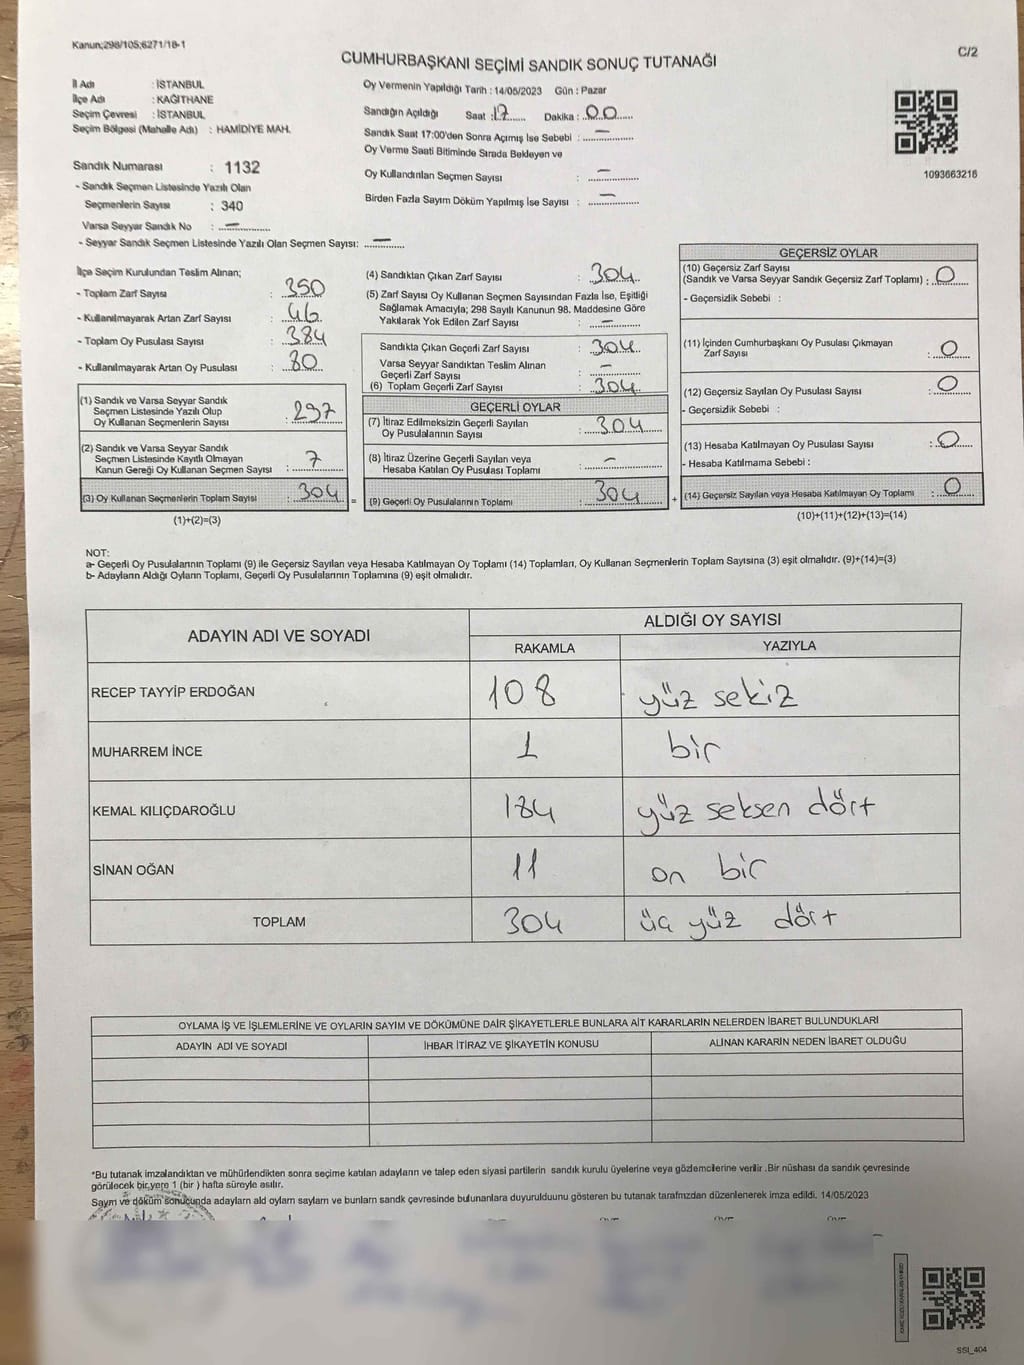 Kanun;298/105;6271/18-1
C/2
CUMHURBAŞKANI SEÇİMİ SANDIK SONUÇ TUTANAĞI
İl Adı : İSTANBUL
İlçe Adı : KAĞITHANE
Seçim Çevresi : İSTANBUL
Seçim Bölgesi (Mahalle Adı) : HAMİDİYE MAH.
Oy Vermenin Yapıldığı Tarih : 14/05/2023 Gün : Pazar
Sandığın Açıldığı Saat : 17 Dakika : 00
Sandık Saat 17:00'den Sonra Açımış İse Sebebi : —
Oy Verme Saati Bitiminde Sırada Bekleyen ve
Oy Kullandırılan Seçmen Sayısı : —
Birden Fazla Sayım Döküm Yapılmış İse Sayısı : —
1093663216
Sandık Numarası : 1132
- Sandık Seçmen Listesinde Yazılı Olan
Seçmenlerin Sayısı : 340
Varsa Seyyar Sandık No : —
- Seyyar Sandık Seçmen Listesinde Yazılı Olan Seçmen Sayısı: —
İlçe Seçim Kurulundan Teslim Alınan;
- Toplam Zarf Sayısı : 350
- Kullanılmayarak Artan Zarf Sayısı : 46
- Toplam Oy Pusulası Sayısı : 384
- Kullanılmayarak Artan Oy Pusulası : 80
(1) Sandık ve Varsa Seyyar Sandık
Seçmen Listesinde Yazılı Olup
Oy Kullanan Seçmenlerin Sayısı : 297
(2) Sandık ve Varsa Seyyar Sandık
Seçmen Listesinde Kayıtlı Olmayan
Kanun Gereği Oy Kullanan Seçmen Sayısı : 7
(3) Oy Kullanan Seçmenlerin Toplam Sayısı : 304
(1)+(2)=(3)
(4) Sandıktan Çıkan Zarf Sayısı : 304
(5) Zarf Sayısı Oy Kullanan Seçmen Sayısından Fazla İse, Eşitliği
Sağlamak Amacıyla; 298 Sayılı Kanunun 98. Maddesine Göre
Yakılarak Yok Edilen Zarf Sayısı : —
Sandıkta Çıkan Geçerli Zarf Sayısı : 304
Varsa Seyyar Sandıktan Teslim Alınan
Geçerli Zarf Sayısı : —
(6) Toplam Geçerli Zarf Sayısı : 304
= GEÇERLİ OYLAR
(7) İtiraz Edilmeksizin Geçerli Sayılan
Oy Pusulalarının Sayısı : 304
(8) İtiraz Üzerine Geçerli Sayılan veya
Hesaba Katılan Oy Pusulası Toplamı : —
(9) Geçerli Oy Pusulalarının Toplamı : 304
+ GEÇERSİZ OYLAR
(10) Geçersiz Zarf Sayısı
(Sandık ve Varsa Seyyar Sandık Geçersiz Zarf Toplamı) : 0
- Geçersizlik Sebebi :
(11) İçinden Cumhurbaşkanı Oy Pusulası Çıkmayan
Zarf Sayısı : 0
(12) Geçersiz Sayılan Oy Pusulası Sayısı : 0
- Geçersizlik Sebebi :
(13) Hesaba Katılmayan Oy Pusulası Sayısı : 0
- Hesaba Katılmama Sebebi :
(14) Geçersiz Sayılan veya Hesaba Katılmayan Oy Toplamı : 0
(10)+(11)+(12)+(13)=(14)
NOT:
a- Geçerli Oy Pusulalarının Toplamı (9) ile Geçersiz Sayılan veya Hesaba Katılmayan Oy Toplamı (14) Toplamları, Oy Kullanan Seçmenlerin Toplam Sayısına (3) eşit olmalıdır. (9)+(14)=(3)
b- Adayların Aldığı Oyların Toplamı, Geçerli Oy Pusulalarının Toplamına (9) eşit olmalıdır.
ADAYIN ADI VE SOYADI ALDIĞI OY SAYISI
RAKAMLA YAZIYLA
RECEP TAYYİP ERDOĞAN 108 yüz sekiz
MUHARREM İNCE 1 bir
KEMAL KILIÇDAROĞLU 184 yüz seksen dört
SİNAN OĞAN 11 on bir
TOPLAM 304 üç yüz dört
OYLAMA İŞ VE İŞLEMLERİNE VE OYLARIN SAYIM VE DÖKÜMÜNE DAİR ŞİKAYETLERLE BUNLARA AİT KARARLARIN NELERDEN İBARET BULUNDUKLARI
ADAYIN ADI VE SOYADI İHBAR İTİRAZ VE ŞİKAYETİN KONUSU ALINAN KARARIN NEDEN İBARET OLDUĞU
*Bu tutanak imzalandıktan ve mühürlendikten sonra seçime katılan adayların ve talep eden siyasi partilerin sandık kurulu üyelerine veya gözlemcilerine verilir .Bir nüshası da sandık çevresinde
görülecek bir yere 1 (bir ) hafta süreyle asılır.
Sayım ve döküm sonucunda adayların ald oyların sayların ve bunların sandk çevresinde bulunanlara duyurulduunu gösteren bu tutanak tarafmzdan düzenlenerek imza edildi. 14/05/2023
SSI_404